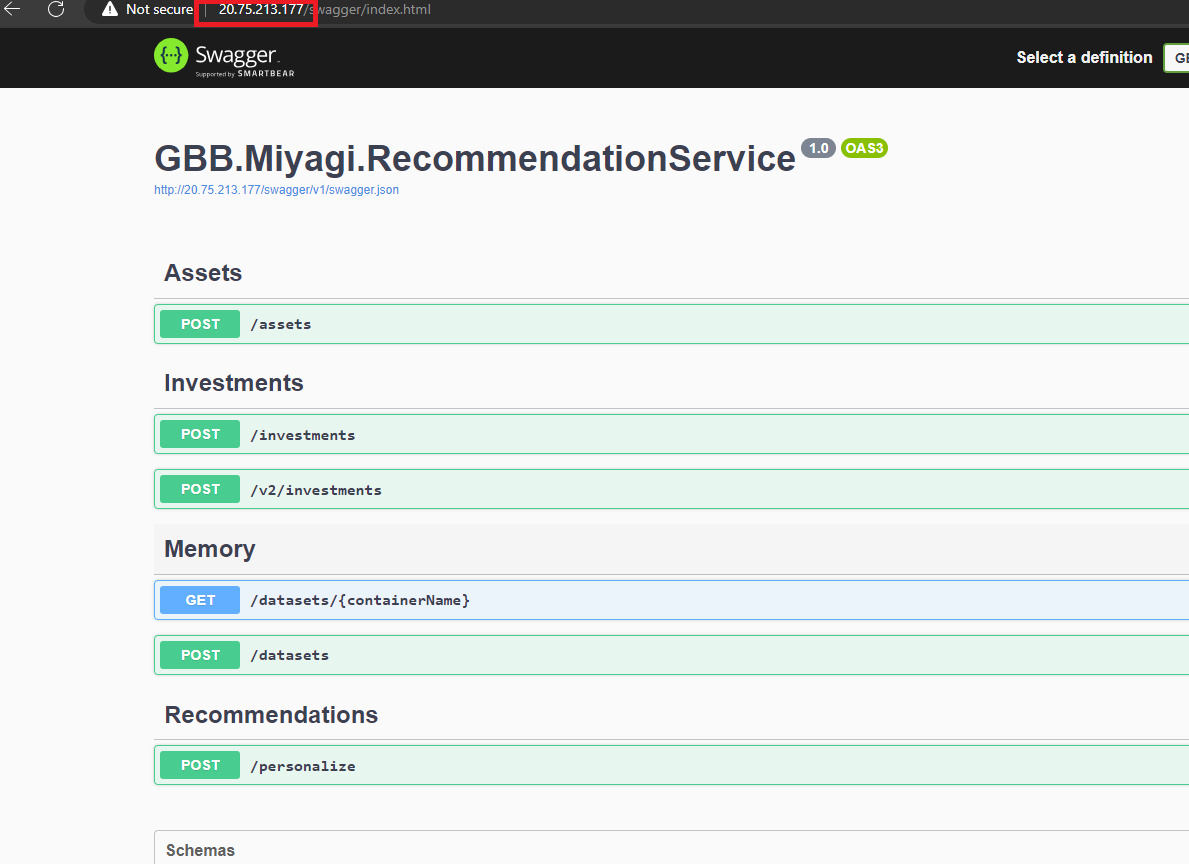 Not secure | 20.75.213.177/swagger/index.html
{···} Swagger.
Supported by SMARTBEAR
Select a definition
GBB.Miyagi.RecommendationService 1.0 OAS3
http://20.75.213.177/swagger/v1/swagger.json
Assets
POST /assets
Investments
POST /investments
POST /v2/investments
Memory
GET /datasets/{containerName}
POST /datasets
Recommendations
POST /personalize
Schemas